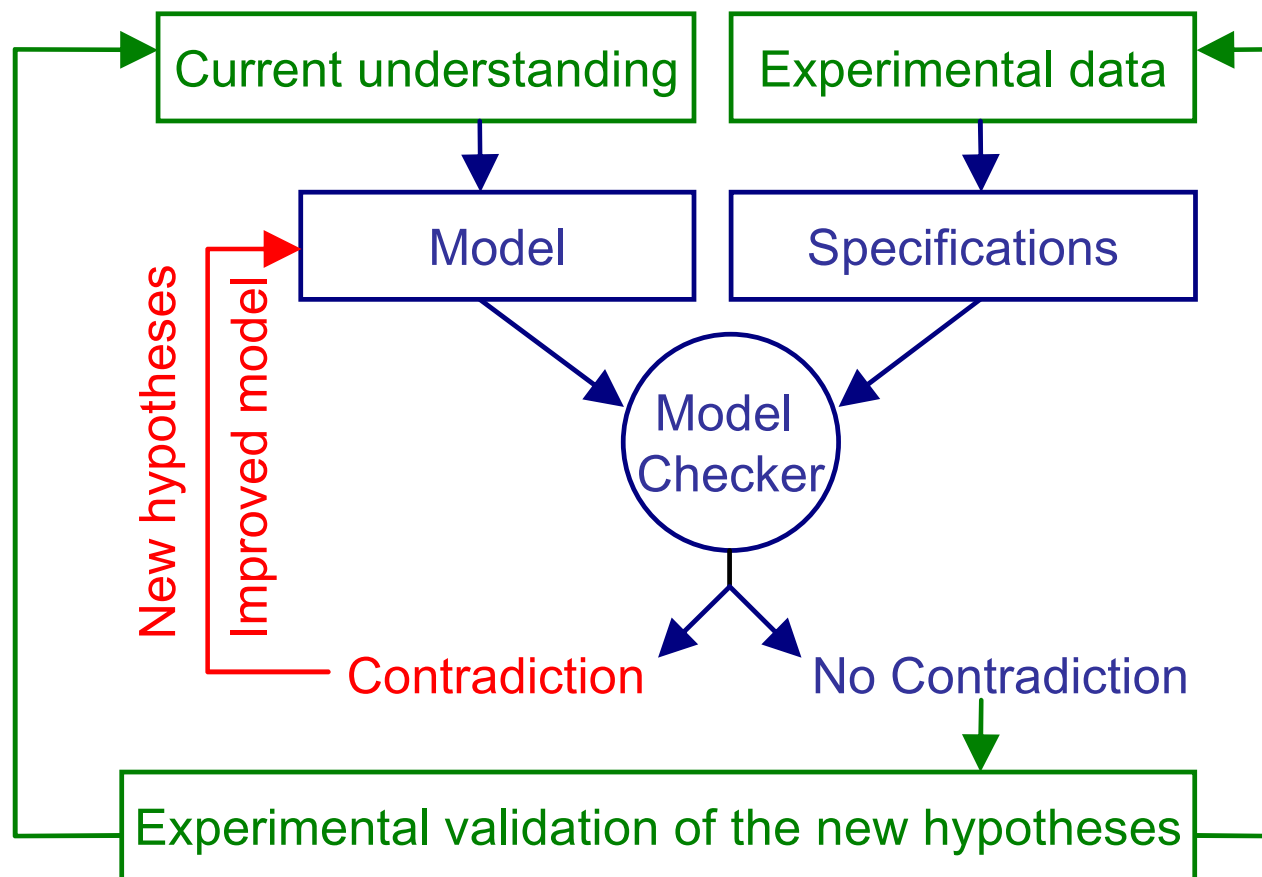 Current understanding
Experimental data
Model
Specifications
New hypotheses
Improved model
Model
Checker
Contradiction
No Contradiction
Experimental validation of the new hypotheses